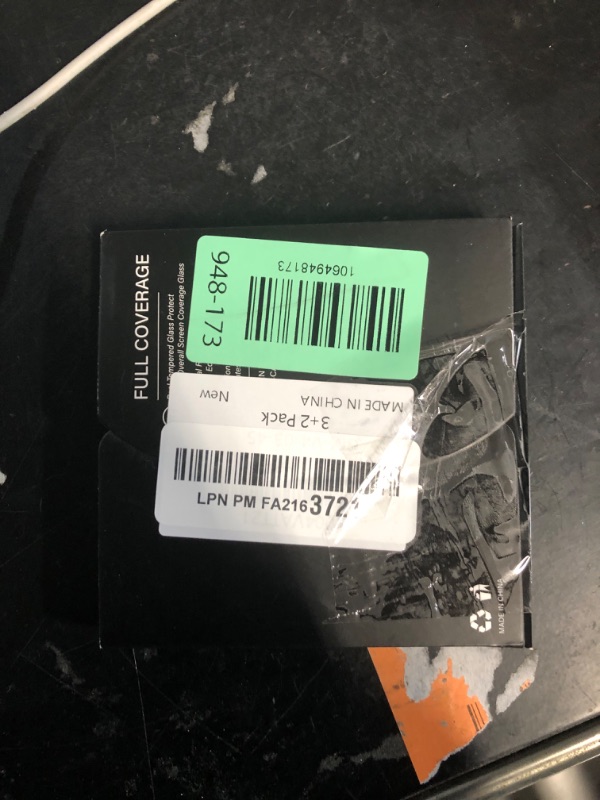 FULL COVERAGE
Tempered Glass Protect
Overall Screen Coverage Glass
948-173
1064948173
New
MADE IN CHINA
3+2 Pack
LPN PM FA2163721
MADE IN CHINA